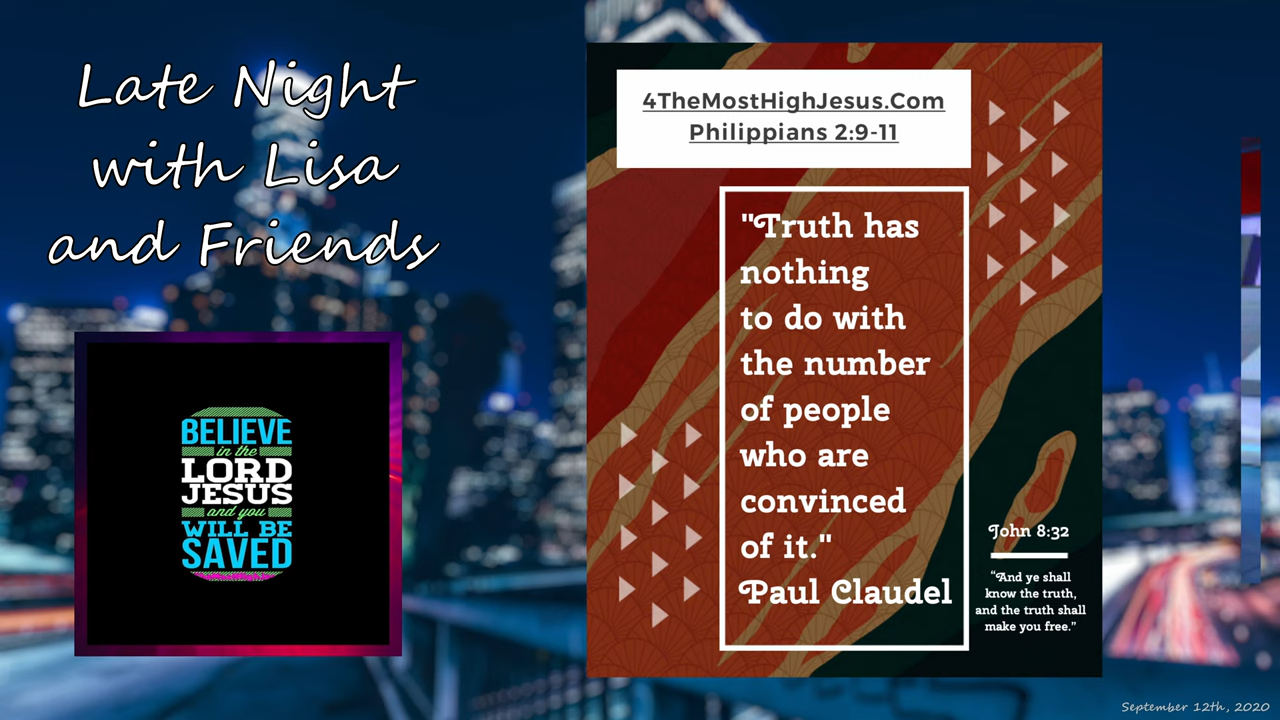 Late Night
with Lisa
and Friends
BELIEVE
in the
LORD
JESUS
and you
WILL BE
SAVED
4TheMostHighJesus.Com
Philippians 2:9-11
"Truth has
nothing
to do with
the number
of people
who are
convinced
of it."
Paul Claudel
John 8:32
“And ye shall
know the truth,
and the truth shall
make you free.”
September 12th, 2020